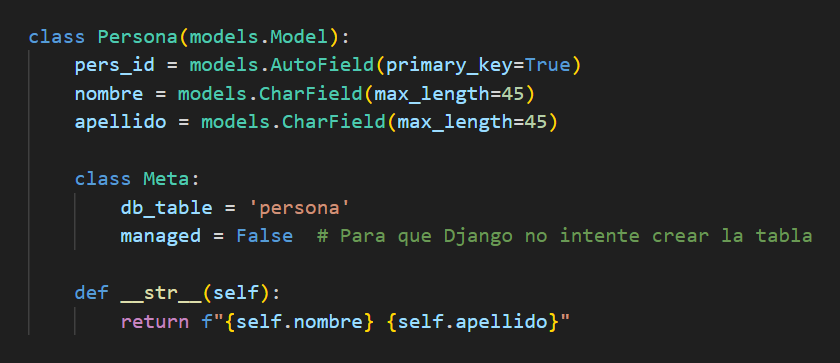 class Persona(models.Model):
    pers_id = models.AutoField(primary_key=True)
    nombre = models.CharField(max_length=45)
    apellido = models.CharField(max_length=45)

    class Meta:
        db_table = 'persona'
        managed = False  # Para que Django no intente crear la tabla

    def __str__(self):
        return f"{self.nombre} {self.apellido}"